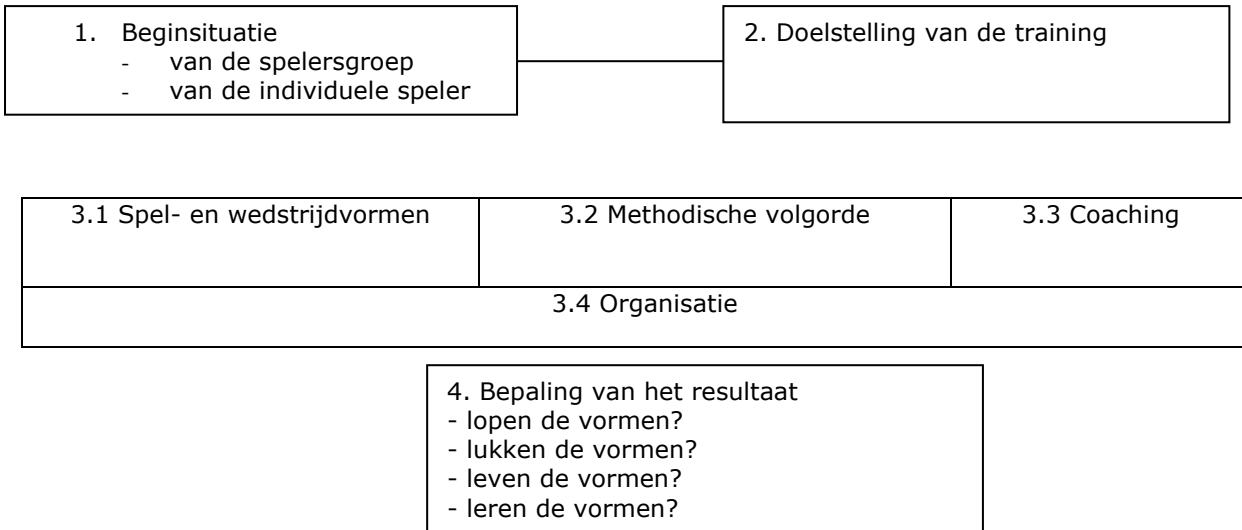 1. Beginsituatie
- van de spelersgroep
- van de individuele speler
2. Doelstelling van de training
3.1 Spel- en wedstrijdvormen
3.2 Methodische volgorde
3.3 Coaching
3.4 Organisatie
4. Bepaling van het resultaat
- lopen de vormen?
- lukken de vormen?
- leven de vormen?
- leren de vormen?